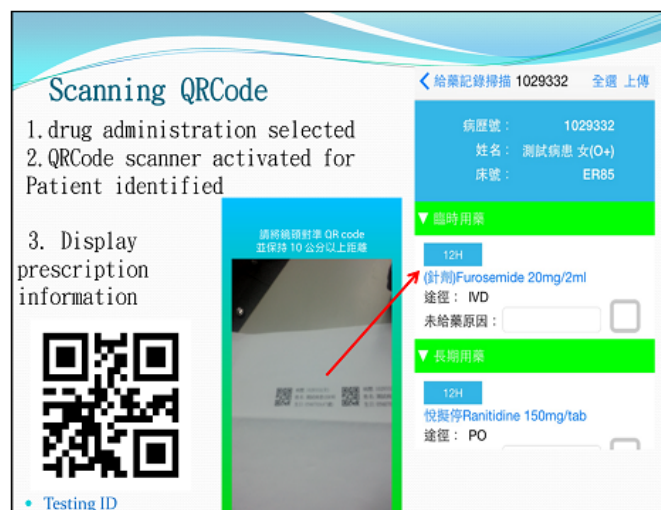 Scanning QRCode
1.drug administration selected
2.QRCode scanner activated for
Patient identified
3. Display
prescription
information
Testing ID
請將鏡頭對準 QR code
並保持 10 公分以上距離
給藥記錄掃描 1029332 全選 上傳
病歷號： 1029332
姓名： 測試病患 女(O+)
床號： ER85
臨時用藥
12H
(針劑)Furosemide 20mg/2ml
途徑： IVD
未給藥原因：
長期用藥
12H
悅擬停Ranitidine 150mg/tab
途徑： PO